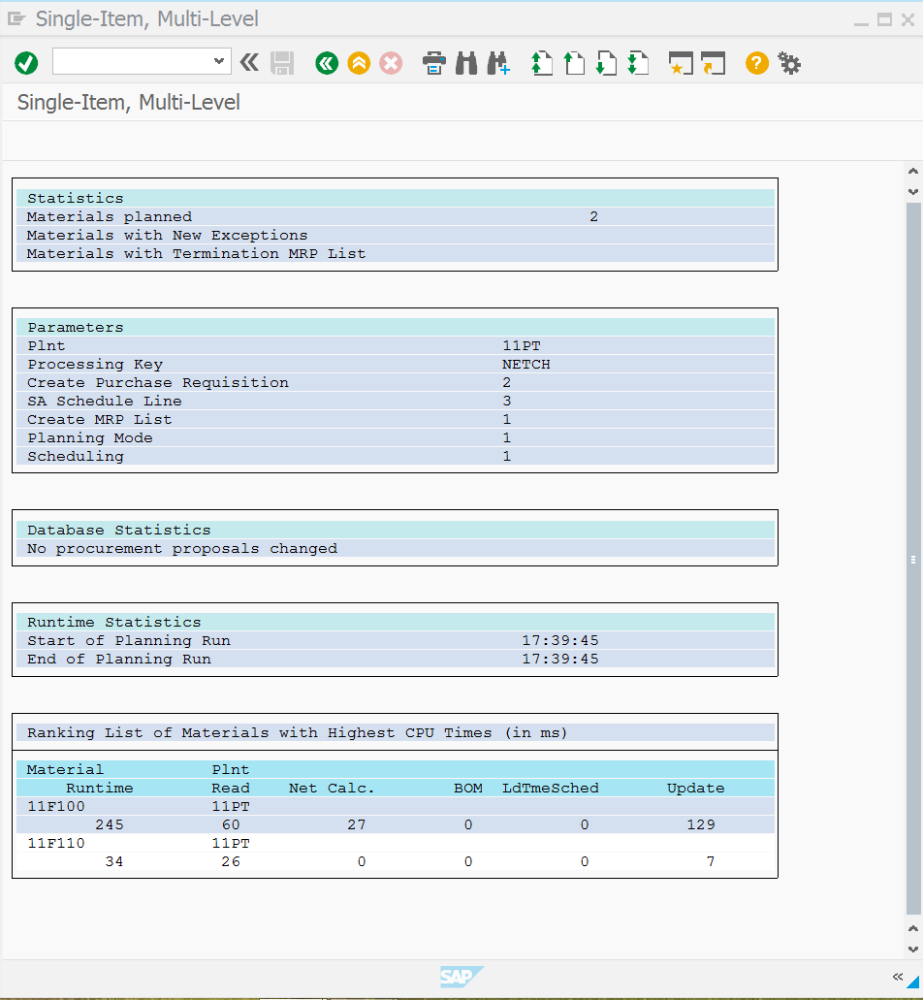 Single-Item, Multi-Level
Single-Item, Multi-Level
Statistics
Materials planned 2
Materials with New Exceptions
Materials with Termination MRP List
Parameters
Plnt 11PT
Processing Key NETCH
Create Purchase Requisition 2
SA Schedule Line 3
Create MRP List 1
Planning Mode 1
Scheduling 1
Database Statistics
No procurement proposals changed
Runtime Statistics
Start of Planning Run 17:39:45
End of Planning Run 17:39:45
Ranking List of Materials with Highest CPU Times (in ms)
Material Plnt
Runtime Read Net Calc. BOM LdTmeSched Update
11F100 11PT
245 60 27 0 0 129
11F110 11PT
34 26 0 0 0 7
SAP